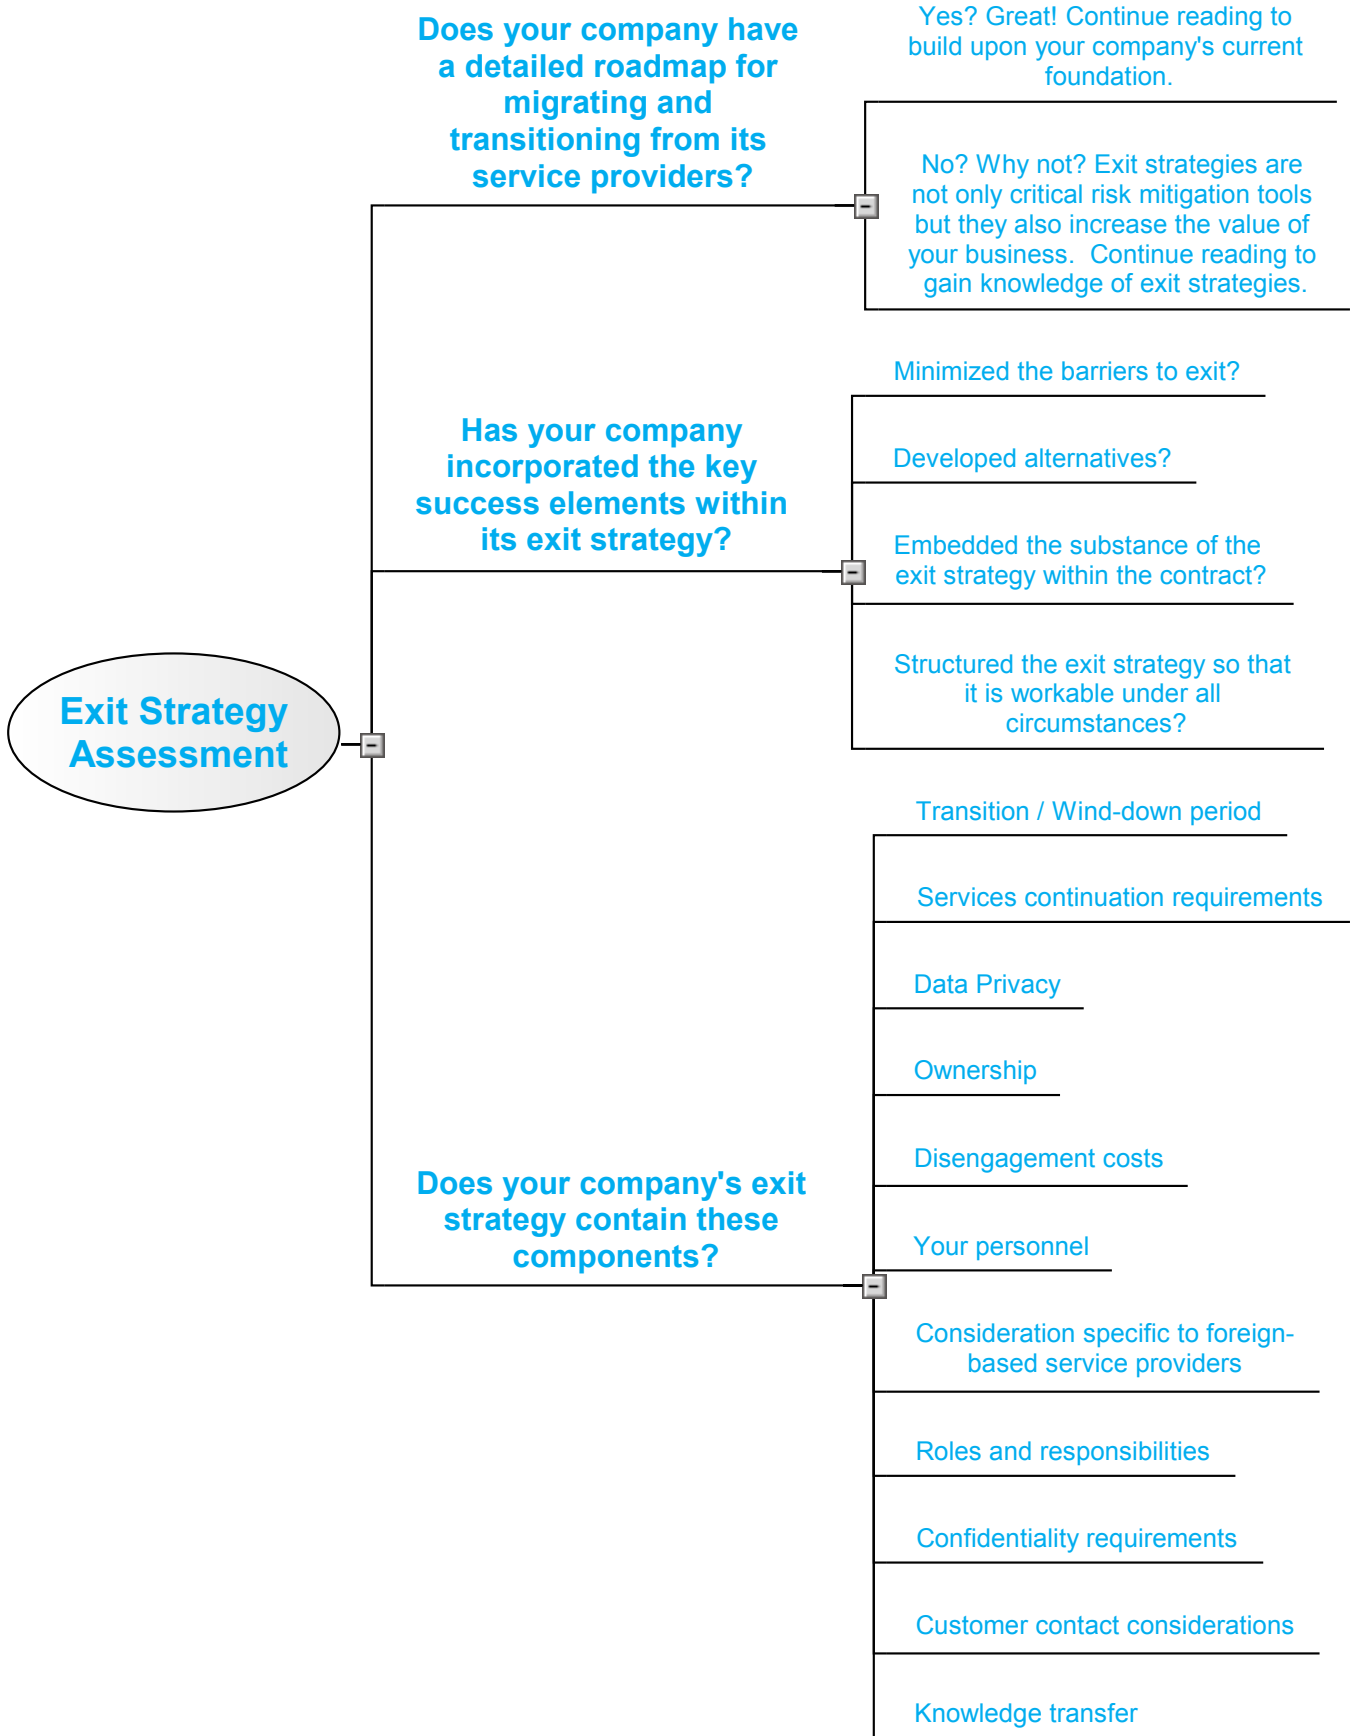 Exit Strategy
Assessment
Does your company have
a detailed roadmap for
migrating and
transitioning from its
service providers?
Yes? Great! Continue reading to
build upon your company's current
foundation.
No? Why not? Exit strategies are
not only critical risk mitigation tools
but they also increase the value of
your business.  Continue reading to
gain knowledge of exit strategies.
Has your company
incorporated the key
success elements within
its exit strategy?
Minimized the barriers to exit?
Developed alternatives?
Embedded the substance of the
exit strategy within the contract?
Structured the exit strategy so that
it is workable under all
circumstances?
Does your company's exit
strategy contain these
components?
Transition / Wind-down period
Services continuation requirements
Data Privacy
Ownership
Disengagement costs
Your personnel
Consideration specific to foreign-
based service providers
Roles and responsibilities
Confidentiality requirements
Customer contact considerations
Knowledge transfer